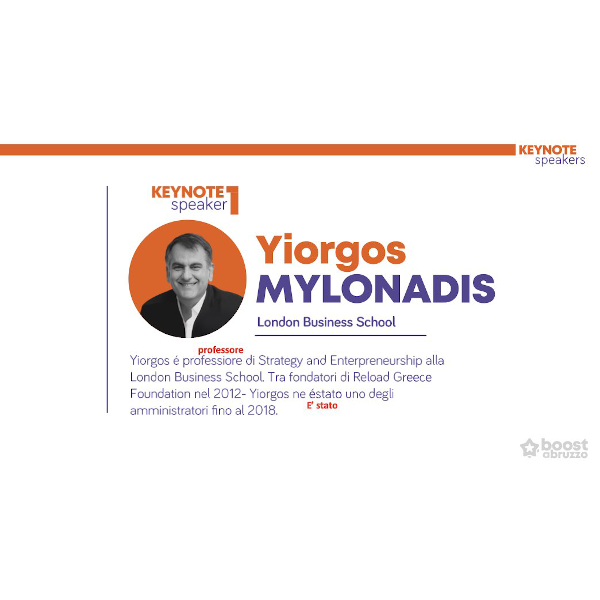 KEYNOTE
speakers
KEYNOTE 1
speaker
Yiorgos
MYLONADIS
London Business School
professore
Yiorgos é professiore di Strategy and Enterpreneurship alla
London Business School. Tra fondatori di Reload Greece
Foundation nel 2012- Yiorgos ne éstato uno degli
E' stato
amministratori fino al 2018.
boost
abruzzo